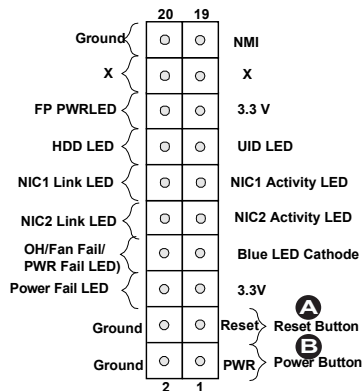 20 19
Ground NMI
X X
FP PWRLED 3.3 V
HDD LED UID LED
NIC1 Link LED NIC1 Activity LED
NIC2 Link LED NIC2 Activity LED
OH/Fan Fail/
PWR Fail LED) Blue LED Cathode
Power Fail LED 3.3V
A
Ground Reset Reset Button
B
Ground PWR Power Button
2 1